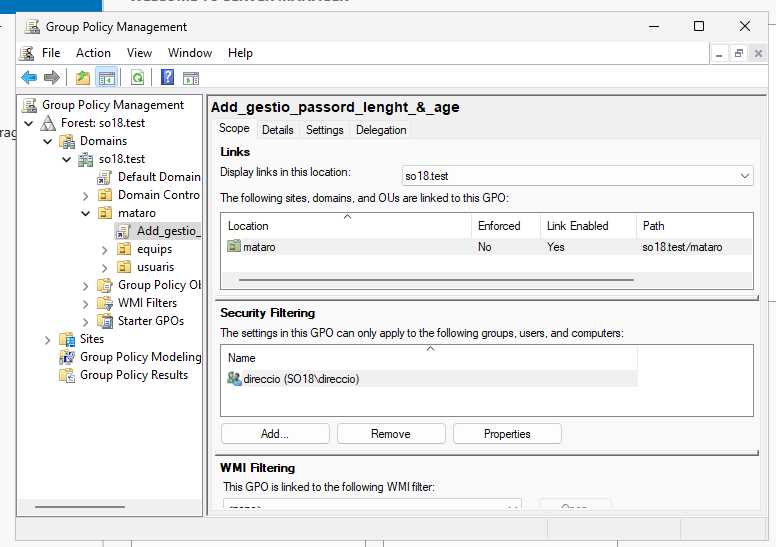 WELCOME TO SERVER MANAGER
Group Policy Management
File Action View Window Help
Group Policy Management
Forest: so18.test
Domains
so18.test
Default Domain
Domain Contro
mataro
Add_gestio_
equips
usuaris
Group Policy Ob
WMI Filters
Starter GPOs
Sites
Group Policy Modeling
Group Policy Results
Add_gestio_passord_lenght_&_age
Scope Details Settings Delegation
Links
Display links in this location: so18.test
The following sites, domains, and OUs are linked to this GPO:
Location Enforced Link Enabled Path
mataro No Yes so18.test/mataro
Security Filtering
The settings in this GPO can only apply to the following groups, users, and computers:
Name
direccio (SO18\direccio)
Add... Remove Properties
WMI Filtering
This GPO is linked to the following WMI filter: